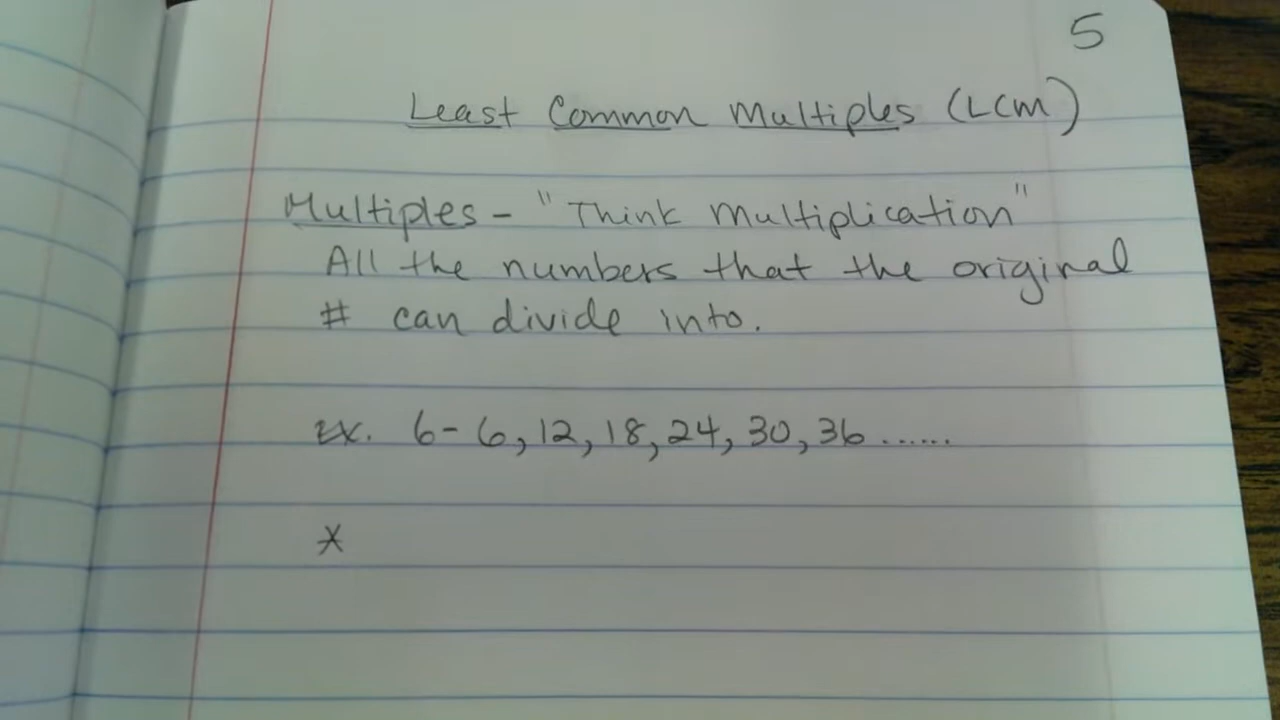 5
Least Common Multiples (LCM)
Multiples - "Think Multiplication"
All the numbers that the original
# can divide into.
ex. 6 - 6, 12, 18, 24, 30, 36 ......
*